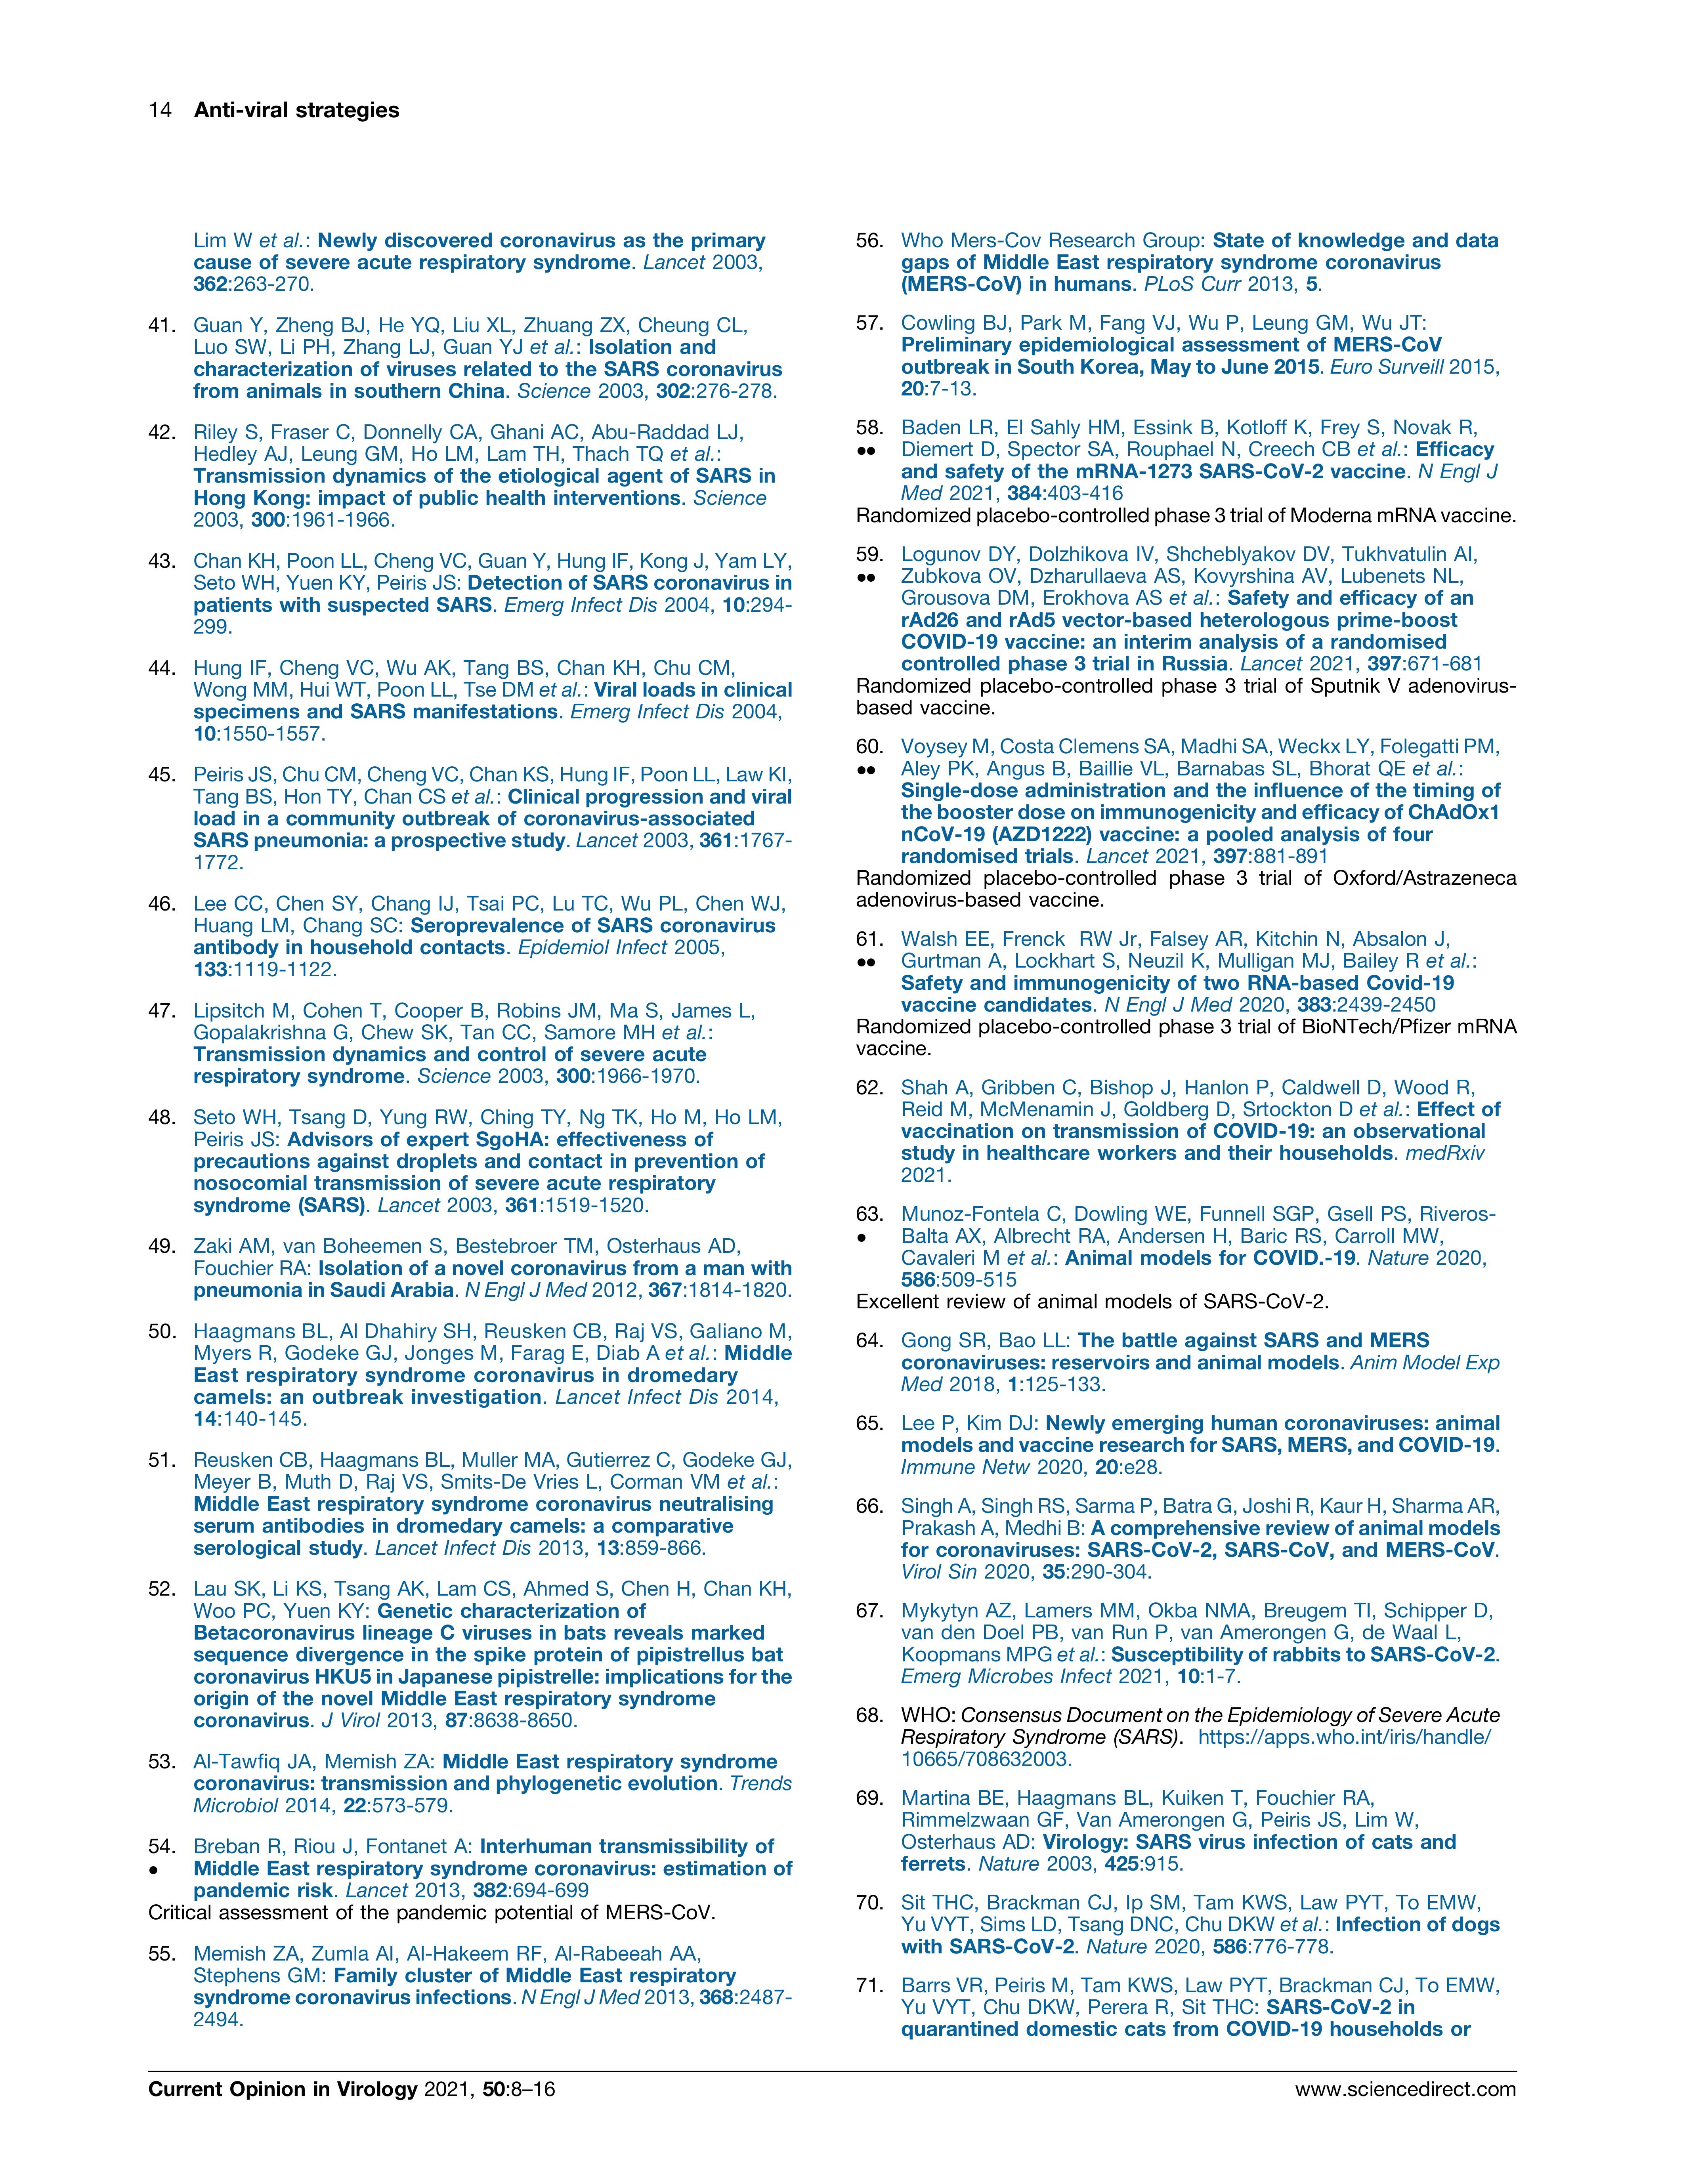 14 Anti-viral strategies
Lim W et al.: Newly discovered coronavirus as the primary
cause of severe acute respiratory syndrome. Lancet 2003,
362:263-270.
41. Guan Y, Zheng BJ, He YQ, Liu XL, Zhuang ZX, Cheung CL,
Luo SW, Li PH, Zhang LJ, Guan YJ et al.: Isolation and
characterization of viruses related to the SARS coronavirus
from animals in southern China. Science 2003, 302:276-278.
42. Riley S, Fraser C, Donnelly CA, Ghani AC, Abu-Raddad LJ,
Hedley AJ, Leung GM, Ho LM, Lam TH, Thach TQ et al.:
Transmission dynamics of the etiological agent of SARS in
Hong Kong: impact of public health interventions. Science
2003, 300:1961-1966.
43. Chan KH, Poon LL, Cheng VC, Guan Y, Hung IF, Kong J, Yam LY,
Seto WH, Yuen KY, Peiris JS: Detection of SARS coronavirus in
patients with suspected SARS. Emerg Infect Dis 2004, 10:294-
299.
44. Hung IF, Cheng VC, Wu AK, Tang BS, Chan KH, Chu CM,
Wong MM, Hui WT, Poon LL, Tse DM et al.: Viral loads in clinical
specimens and SARS manifestations. Emerg Infect Dis 2004,
10:1550-1557.
45. Peiris JS, Chu CM, Cheng VC, Chan KS, Hung IF, Poon LL, Law KI,
Tang BS, Hon TY, Chan CS et al.: Clinical progression and viral
load in a community outbreak of coronavirus-associated
SARS pneumonia: a prospective study. Lancet 2003, 361:1767-
1772.
46. Lee CC, Chen SY, Chang IJ, Tsai PC, Lu TC, Wu PL, Chen WJ,
Huang LM, Chang SC: Seroprevalence of SARS coronavirus
antibody in household contacts. Epidemiol Infect 2005,
133:1119-1122.
47. Lipsitch M, Cohen T, Cooper B, Robins JM, Ma S, James L,
Gopalakrishna G, Chew SK, Tan CC, Samore MH et al.:
Transmission dynamics and control of severe acute
respiratory syndrome. Science 2003, 300:1966-1970.
48. Seto WH, Tsang D, Yung RW, Ching TY, Ng TK, Ho M, Ho LM,
Peiris JS: Advisors of expert SgoHA: effectiveness of
precautions against droplets and contact in prevention of
nosocomial transmission of severe acute respiratory
syndrome (SARS). Lancet 2003, 361:1519-1520.
49. Zaki AM, van Boheemen S, Bestebroer TM, Osterhaus AD,
Fouchier RA: Isolation of a novel coronavirus from a man with
pneumonia in Saudi Arabia. N Engl J Med 2012, 367:1814-1820.
50. Haagmans BL, Al Dhahiry SH, Reusken CB, Raj VS, Galiano M,
Myers R, Godeke GJ, Jonges M, Farag E, Diab A et al.: Middle
East respiratory syndrome coronavirus in dromedary
camels: an outbreak investigation. Lancet Infect Dis 2014,
14:140-145.
51. Reusken CB, Haagmans BL, Muller MA, Gutierrez C, Godeke GJ,
Meyer B, Muth D, Raj VS, Smits-De Vries L, Corman VM et al.:
Middle East respiratory syndrome coronavirus neutralising
serum antibodies in dromedary camels: a comparative
serological study. Lancet Infect Dis 2013, 13:859-866.
52. Lau SK, Li KS, Tsang AK, Lam CS, Ahmed S, Chen H, Chan KH,
Woo PC, Yuen KY: Genetic characterization of
Betacoronavirus lineage C viruses in bats reveals marked
sequence divergence in the spike protein of pipistrellus bat
coronavirus HKU5 in Japanese pipistrelle: implications for the
origin of the novel Middle East respiratory syndrome
coronavirus. J Virol 2013, 87:8638-8650.
53. Al-Tawfiq JA, Memish ZA: Middle East respiratory syndrome
coronavirus: transmission and phylogenetic evolution. Trends
Microbiol 2014, 22:573-579.
54. Breban R, Riou J, Fontanet A: Interhuman transmissibility of
• Middle East respiratory syndrome coronavirus: estimation of
pandemic risk. Lancet 2013, 382:694-699
Critical assessment of the pandemic potential of MERS-CoV.
55. Memish ZA, Zumla AI, Al-Hakeem RF, Al-Rabeeah AA,
Stephens GM: Family cluster of Middle East respiratory
syndrome coronavirus infections. N Engl J Med 2013, 368:2487-
2494.
56. Who Mers-Cov Research Group: State of knowledge and data
gaps of Middle East respiratory syndrome coronavirus
(MERS-CoV) in humans. PLoS Curr 2013, 5.
57. Cowling BJ, Park M, Fang VJ, Wu P, Leung GM, Wu JT:
Preliminary epidemiological assessment of MERS-CoV
outbreak in South Korea, May to June 2015. Euro Surveill 2015,
20:7-13.
58. Baden LR, El Sahly HM, Essink B, Kotloff K, Frey S, Novak R,
•• Diemert D, Spector SA, Rouphael N, Creech CB et al.: Efficacy
and safety of the mRNA-1273 SARS-CoV-2 vaccine. N Engl J
Med 2021, 384:403-416
Randomized placebo-controlled phase 3 trial of Moderna mRNA vaccine.
59. Logunov DY, Dolzhikova IV, Shcheblyakov DV, Tukhvatulin AI,
•• Zubkova OV, Dzharullaeva AS, Kovyrshina AV, Lubenets NL,
Grousova DM, Erokhova AS et al.: Safety and efficacy of an
rAd26 and rAd5 vector-based heterologous prime-boost
COVID-19 vaccine: an interim analysis of a randomised
controlled phase 3 trial in Russia. Lancet 2021, 397:671-681
Randomized placebo-controlled phase 3 trial of Sputnik V adenovirus-
based vaccine.
60. Voysey M, Costa Clemens SA, Madhi SA, Weckx LY, Folegatti PM,
•• Aley PK, Angus B, Baillie VL, Barnabas SL, Bhorat QE et al.:
Single-dose administration and the influence of the timing of
the booster dose on immunogenicity and efficacy of ChAdOx1
nCoV-19 (AZD1222) vaccine: a pooled analysis of four
randomised trials. Lancet 2021, 397:881-891
Randomized placebo-controlled phase 3 trial of Oxford/Astrazeneca
adenovirus-based vaccine.
61. Walsh EE, Frenck RW Jr, Falsey AR, Kitchin N, Absalon J,
•• Gurtman A, Lockhart S, Neuzil K, Mulligan MJ, Bailey R et al.:
Safety and immunogenicity of two RNA-based Covid-19
vaccine candidates. N Engl J Med 2020, 383:2439-2450
Randomized placebo-controlled phase 3 trial of BioNTech/Pfizer mRNA
vaccine.
62. Shah A, Gribben C, Bishop J, Hanlon P, Caldwell D, Wood R,
Reid M, McMenamin J, Goldberg D, Srtockton D et al.: Effect of
vaccination on transmission of COVID-19: an observational
study in healthcare workers and their households. medRxiv
2021.
63. Munoz-Fontela C, Dowling WE, Funnell SGP, Gsell PS, Riveros-
• Balta AX, Albrecht RA, Andersen H, Baric RS, Carroll MW,
Cavaleri M et al.: Animal models for COVID.-19. Nature 2020,
586:509-515
Excellent review of animal models of SARS-CoV-2.
64. Gong SR, Bao LL: The battle against SARS and MERS
coronaviruses: reservoirs and animal models. Anim Model Exp
Med 2018, 1:125-133.
65. Lee P, Kim DJ: Newly emerging human coronaviruses: animal
models and vaccine research for SARS, MERS, and COVID-19.
Immune Netw 2020, 20:e28.
66. Singh A, Singh RS, Sarma P, Batra G, Joshi R, Kaur H, Sharma AR,
Prakash A, Medhi B: A comprehensive review of animal models
for coronaviruses: SARS-CoV-2, SARS-CoV, and MERS-CoV.
Virol Sin 2020, 35:290-304.
67. Mykytyn AZ, Lamers MM, Okba NMA, Breugem TI, Schipper D,
van den Doel PB, van Run P, van Amerongen G, de Waal L,
Koopmans MPG et al.: Susceptibility of rabbits to SARS-CoV-2.
Emerg Microbes Infect 2021, 10:1-7.
68. WHO: Consensus Document on the Epidemiology of Severe Acute
Respiratory Syndrome (SARS). https://apps.who.int/iris/handle/
10665/708632003.
69. Martina BE, Haagmans BL, Kuiken T, Fouchier RA,
Rimmelzwaan GF, Van Amerongen G, Peiris JS, Lim W,
Osterhaus AD: Virology: SARS virus infection of cats and
ferrets. Nature 2003, 425:915.
70. Sit THC, Brackman CJ, Ip SM, Tam KWS, Law PYT, To EMW,
Yu VYT, Sims LD, Tsang DNC, Chu DKW et al.: Infection of dogs
with SARS-CoV-2. Nature 2020, 586:776-778.
71. Barrs VR, Peiris M, Tam KWS, Law PYT, Brackman CJ, To EMW,
Yu VYT, Chu DKW, Perera R, Sit THC: SARS-CoV-2 in
quarantined domestic cats from COVID-19 households or
Current Opinion in Virology 2021, 50:8–16
www.sciencedirect.com